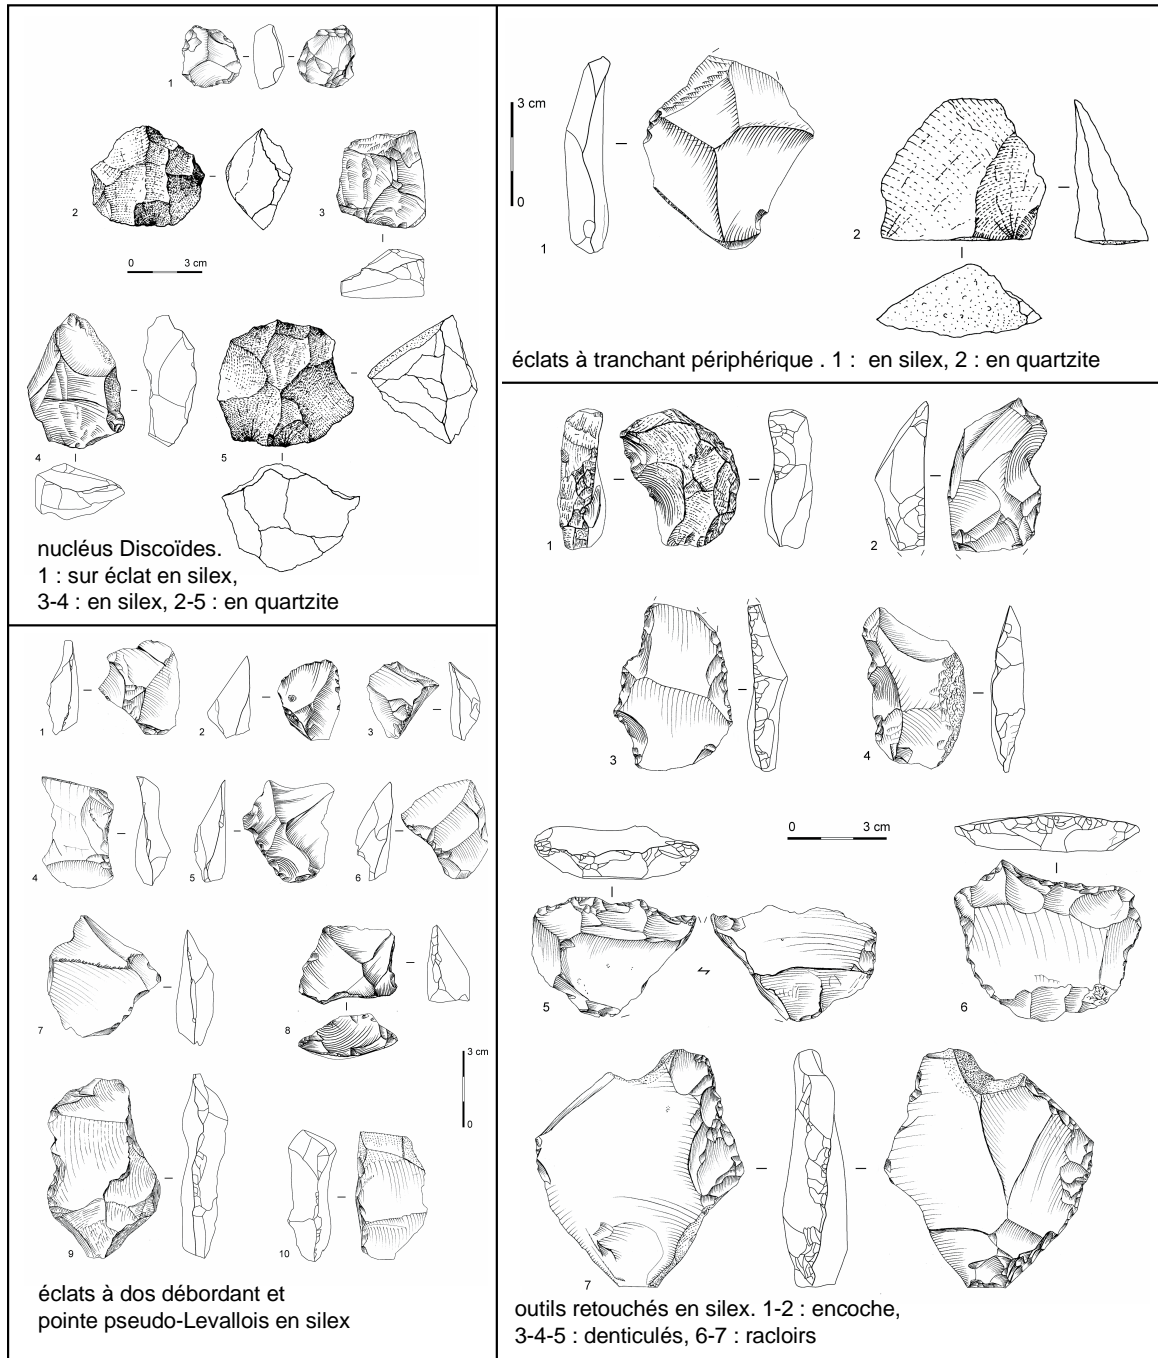 1
2
3
0 3 cm
4
5
nucléus Discoïdes.
1 : sur éclat en silex,
3-4 : en silex, 2-5 : en quartzite
3 cm
0
1
2
éclats à tranchant périphérique . 1 : en silex, 2 : en quartzite
1
2
3
4
5
6
7
8
3 cm
0
9
10
éclats à dos débordant et
pointe pseudo-Levallois en silex
1
2
3
4
0 3 cm
5
6
7
outils retouchés en silex. 1-2 : encoche,
3-4-5 : denticulés, 6-7 : racloirs